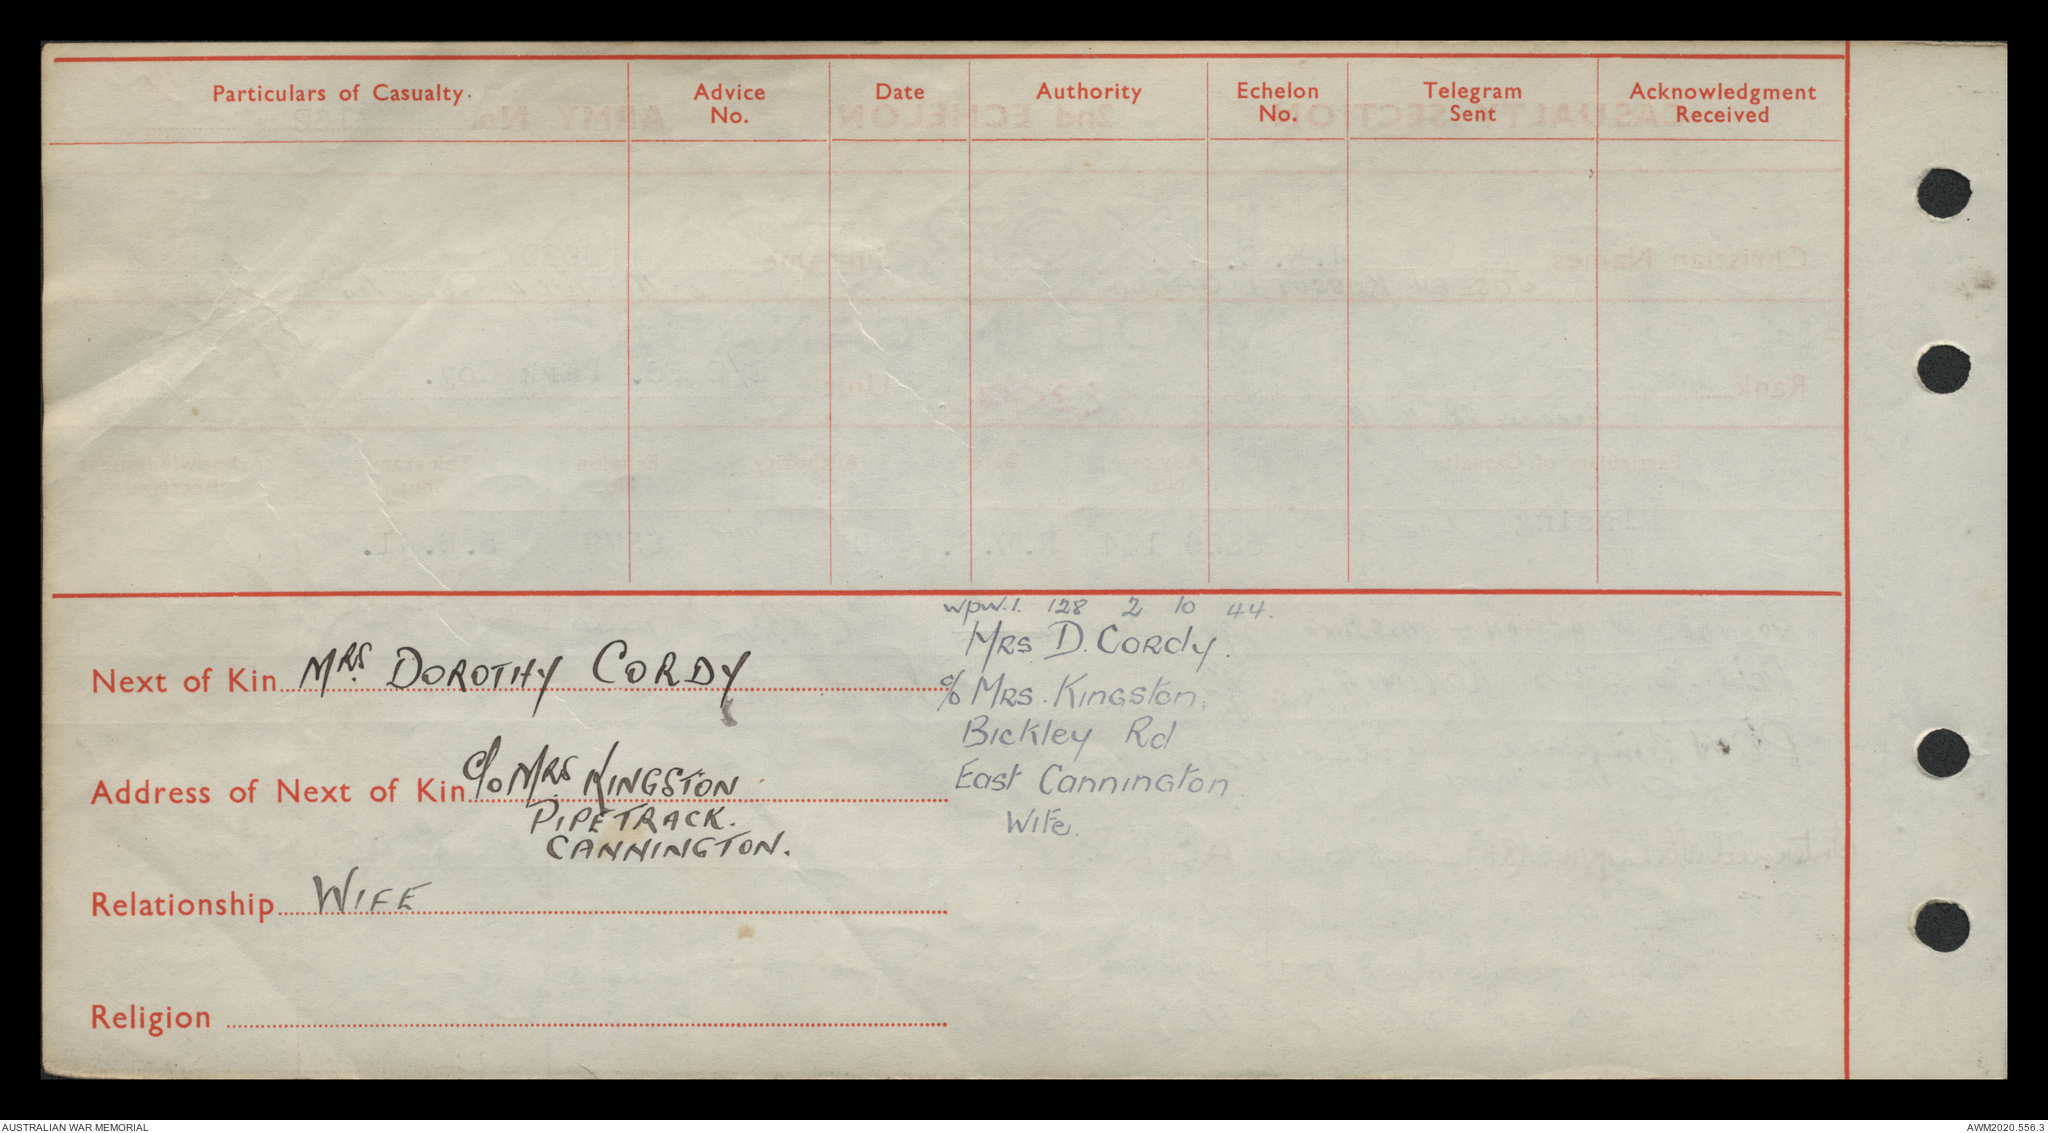 Particulars of Casualty. Advice No. Date Authority Echelon No. Telegram Sent Acknowledgment Received
wpw.1. 128 2 10 44.
Next of Kin MRS. DOROTHY CORDY
Mrs D. Cordy.
c/o Mrs. Kingston,
Bickley Rd
East Cannington.
Wife.
Address of Next of Kin c/o MRS KINGSTON
PIPETRACK.
CANNINGTON.
Relationship WIFE
Religion
AUSTRALIAN WAR MEMORIAL
AWM2020.556.3